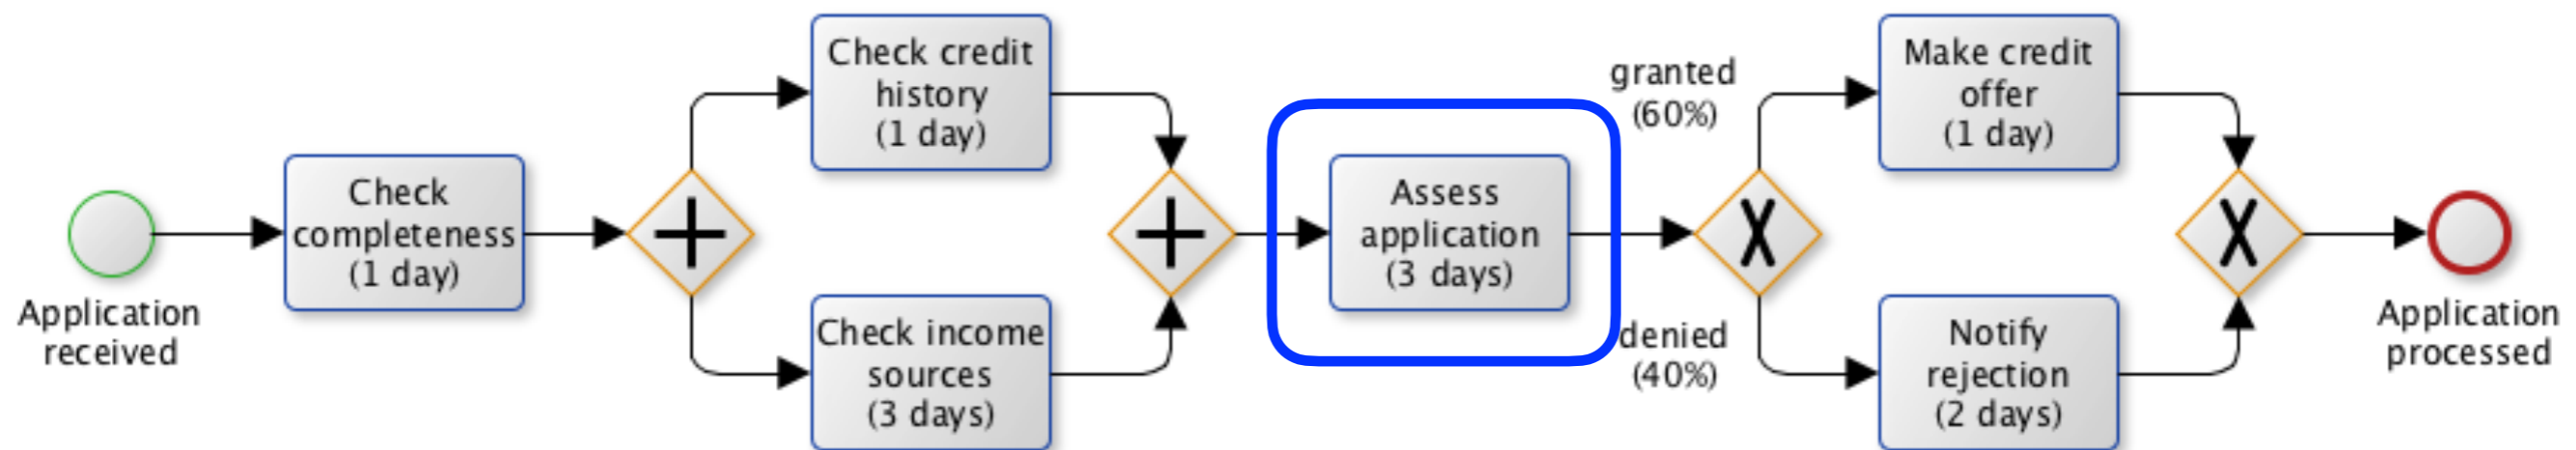 Application
received
Check
completeness
(1 day)
Check credit
history
(1 day)
Check income
sources
(3 days)
Assess
application
(3 days)
granted
(60%)
denied
(40%)
Make credit
offer
(1 day)
Notify
rejection
(2 days)
Application
processed